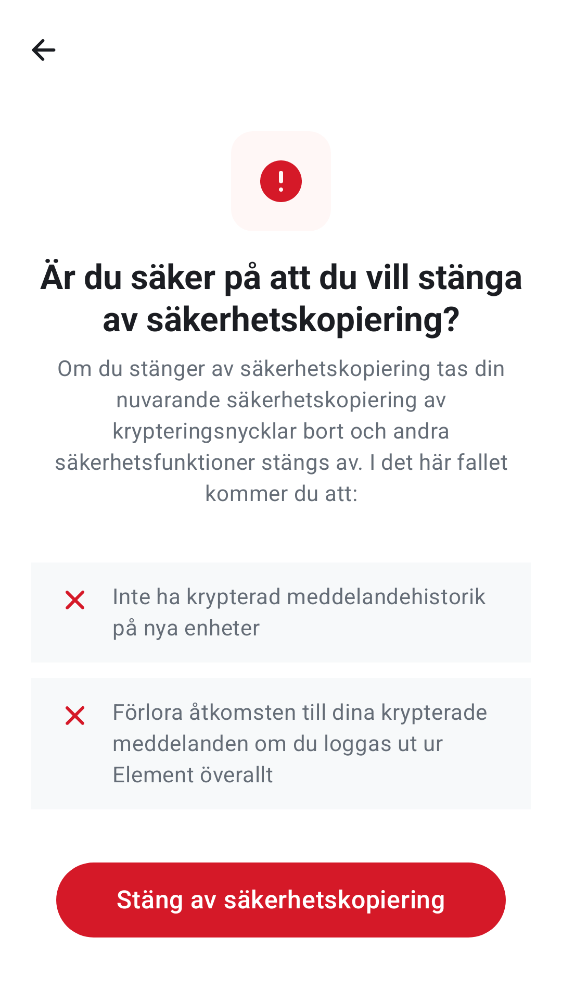 Är du säker på att du vill stänga
av säkerhetskopiering?
Om du stänger av säkerhetskopiering tas din
nuvarande säkerhetskopiering av
krypteringsnycklar bort och andra
säkerhetsfunktioner stängs av. I det här fallet
kommer du att:
Inte ha krypterad meddelandehistorik
på nya enheter
Förlora åtkomsten till dina krypterade
meddelanden om du loggas ut ur
Element överallt
Stäng av säkerhetskopiering